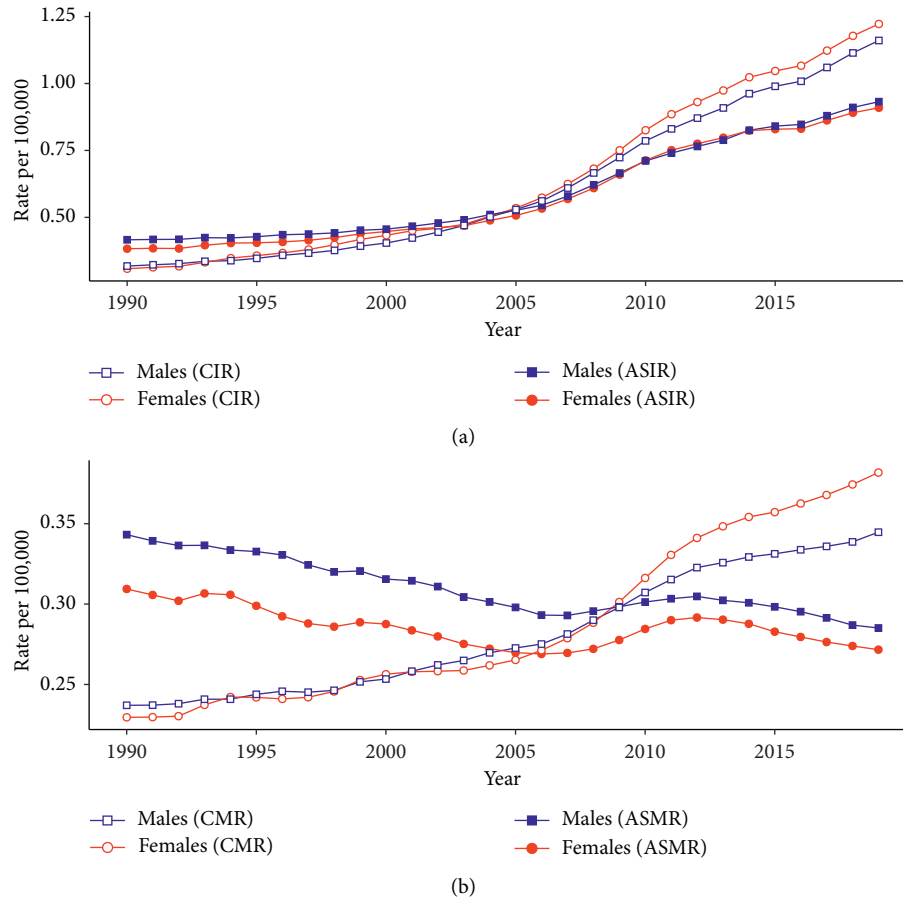 1.25
1.00
0.75
0.50
Rate per 100,000
1990 1995 2000 2005 2010 2015
Year
Males (CIR) Males (ASIR)
Females (CIR) Females (ASIR)
(a)
0.35
0.30
0.25
Rate per 100,000
1990 1995 2000 2005 2010 2015
Year
Males (CMR) Males (ASMR)
Females (CMR) Females (ASMR)
(b)